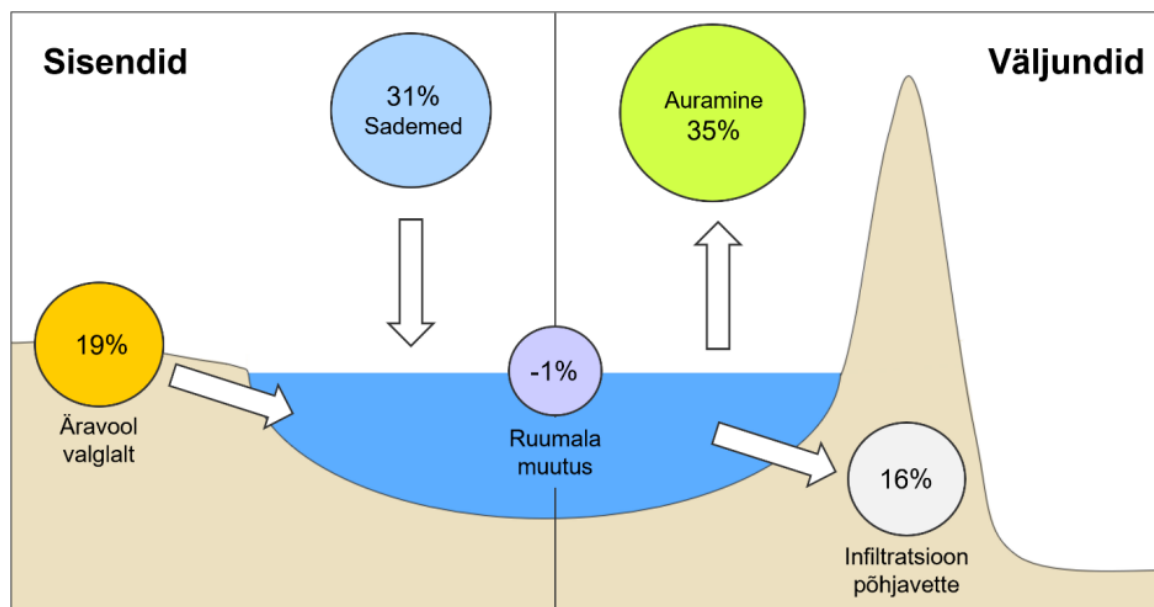 Sisendid
Väljundid
31%
Sademed
Auramine
35%
19%
Äravool
valglalt
-1%
Ruumala
muutus
16%
Infiltratsioon
põhjavette